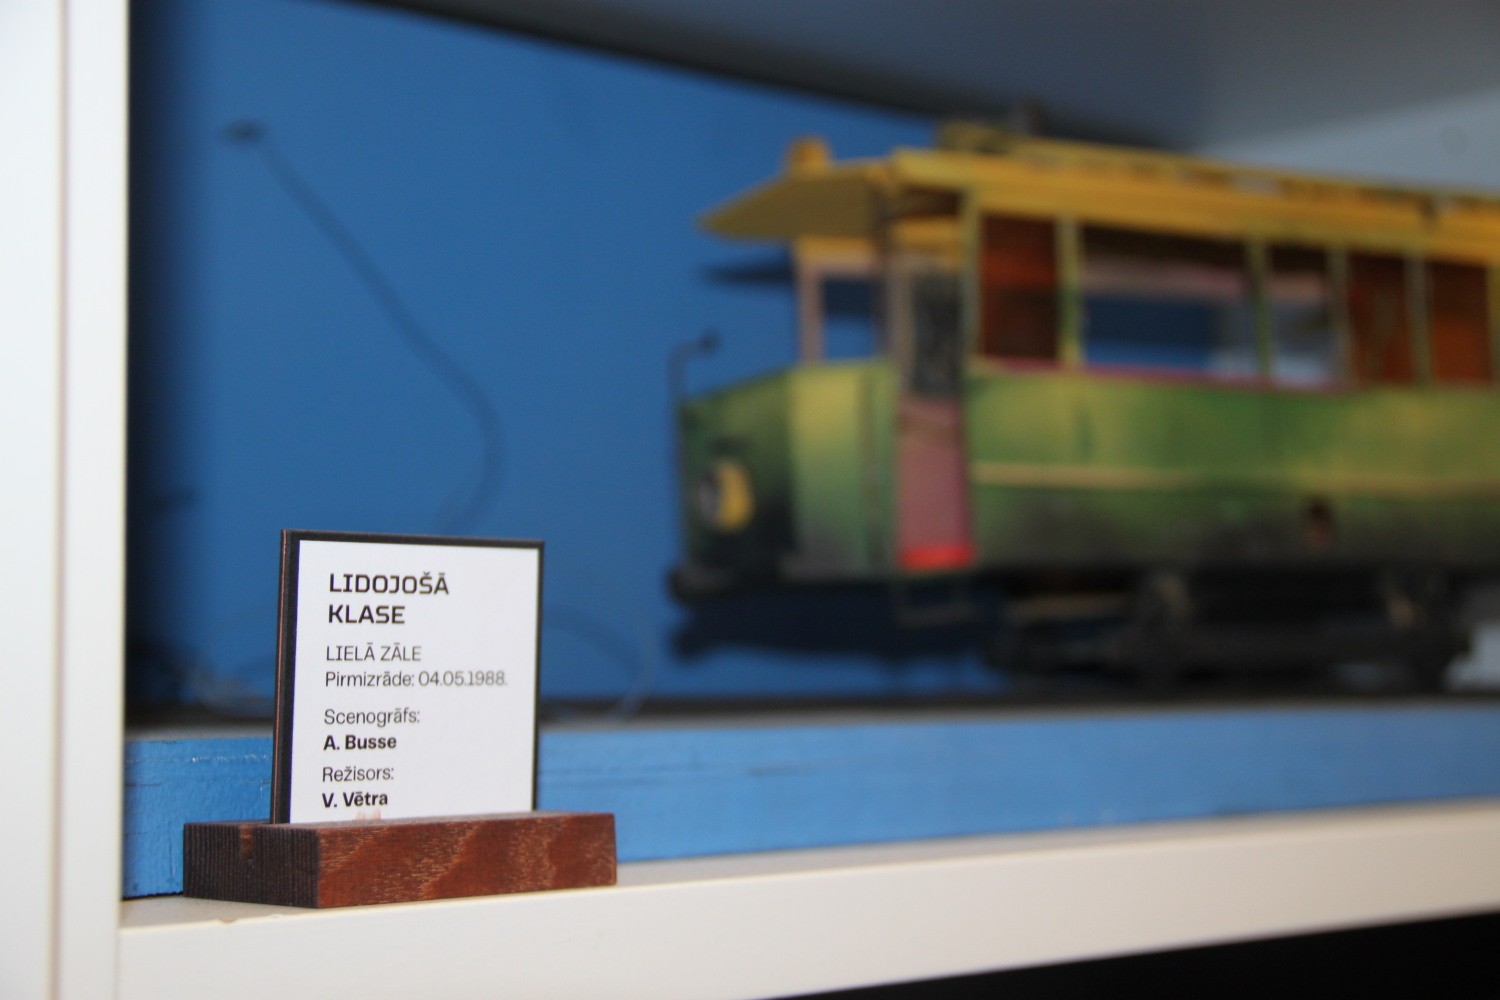 LIDOJOŠĀ
KLASE
LIELĀ ZĀLE
Pirmizrāde: 04.05.1988.
Scenogrāfs:
A. Busse
Režisors:
V. Vētra